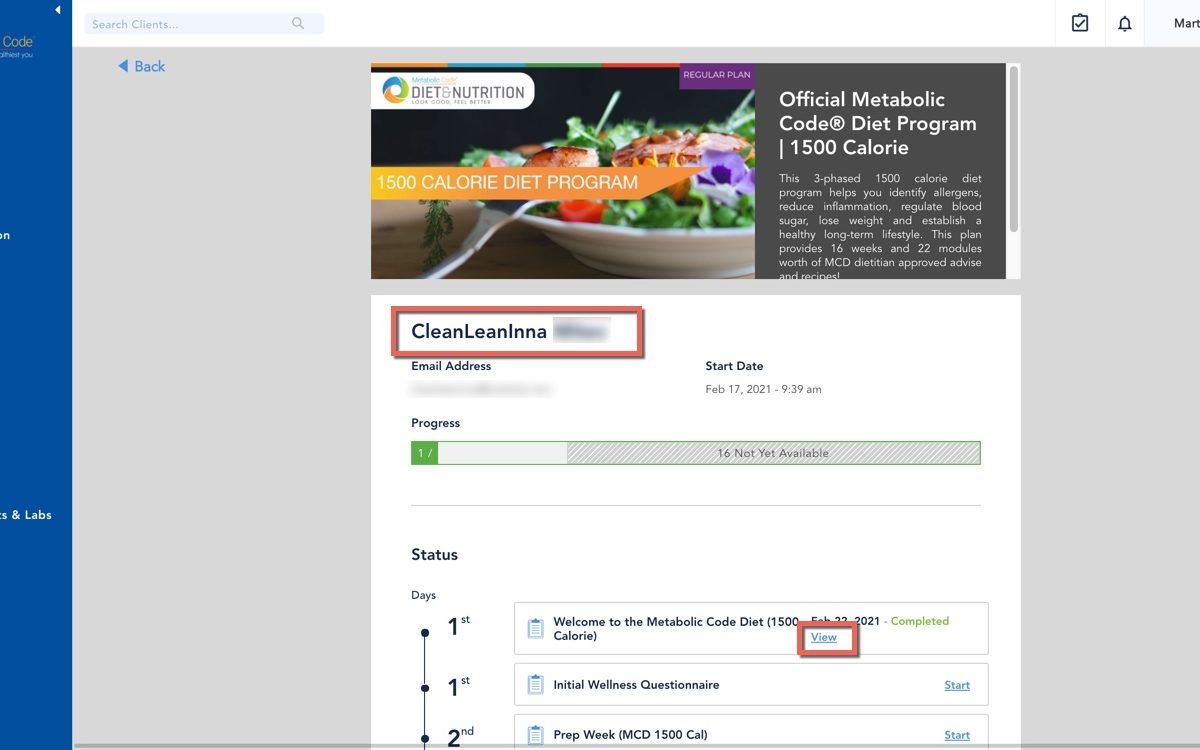 Search Clients...
Mart
Code
althiest you
Back
on
ts & Labs
Metabolic Code
DIET&NUTRITION
LOOK GOOD, FEEL BETTER
REGULAR PLAN
1500 CALORIE DIET PROGRAM
Official Metabolic
Code® Diet Program
| 1500 Calorie
This 3-phased 1500 calorie diet
program helps you identify allergens,
reduce inflammation, regulate blood
sugar, lose weight and establish a
healthy long-term lifestyle. This plan
provides 16 weeks and 22 modules
worth of MCD dietitian approved advise
and recipes!
CleanLeanInna
Email Address
Start Date
Feb 17, 2021 - 9:39 am
Progress
1 /
16 Not Yet Available
Status
Days
1st
Welcome to the Metabolic Code Diet (1500
Calorie)
Feb 22, 2021 - Completed
View
1st
Initial Wellness Questionnaire
Start
2nd
Prep Week (MCD 1500 Cal)
Start